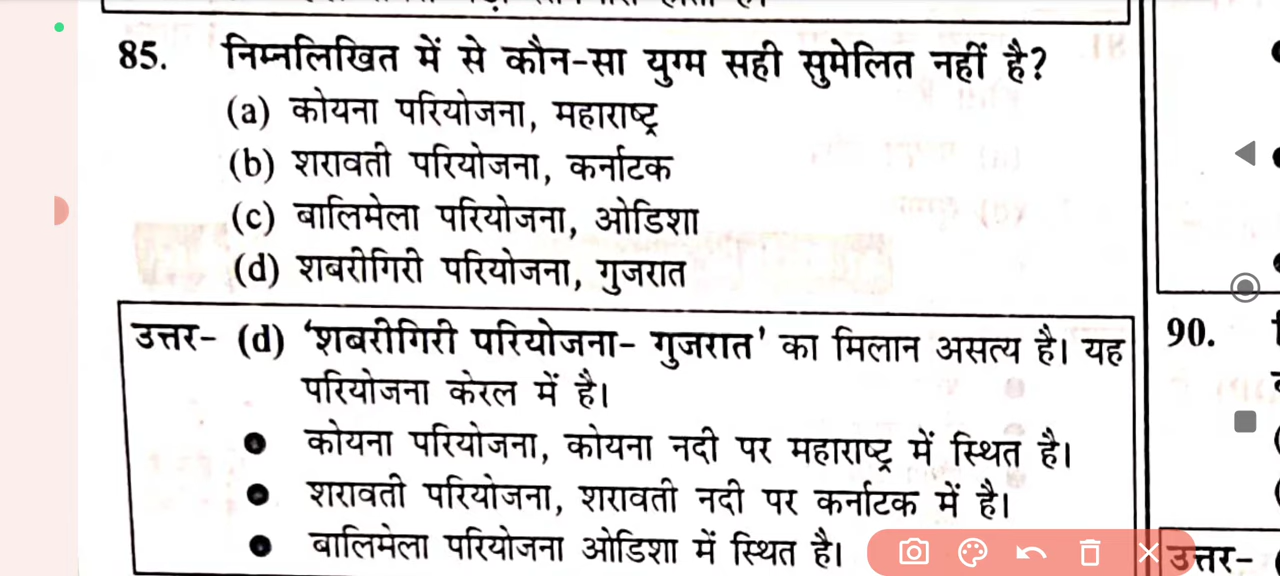 85. निम्नलिखित में से कौन-सा युग्म सही सुमेलित नहीं है?
(a) कोयना परियोजना, महाराष्ट्र
(b) शरावती परियोजना, कर्नाटक
(c) बालिमेला परियोजना, ओडिशा
(d) शबरीगिरी परियोजना, गुजरात
उत्तर- (d) 'शबरीगिरी परियोजना- गुजरात' का मिलान असत्य है। यह
परियोजना केरल में है।
● कोयना परियोजना, कोयना नदी पर महाराष्ट्र में स्थित है।
● शरावती परियोजना, शरावती नदी पर कर्नाटक में है।
● बालिमेला परियोजना ओडिशा में स्थित है।
90.
उत्तर-